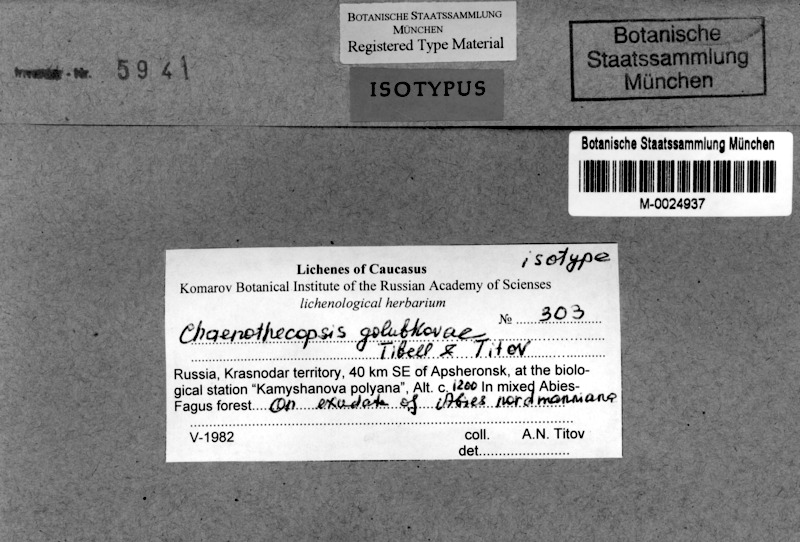 BOTANISCHE STAATSSAMMLUNG
MÜNCHEN
Registered Type Material
ISOTYPUS
Botanische
Staatssammlung
München
-Nr. 5941
Botanische Staatssammlung München
M-0024937
isotype
Lichenes of Caucasus
Komarov Botanical Institute of the Russian Academy of Scienses
lichenological herbarium
№ 303
Chaenothecopsis golubkovae
Tibell & Titov
Russia, Krasnodar territory, 40 km SE of Apsheronsk, at the biolo-
gical station "Kamyshanova polyana", Alt. c. 1200 In mixed Abies-
Fagus forest. On exudate of Abies nordmanniana
V-1982
coll. A.N. Titov
det.